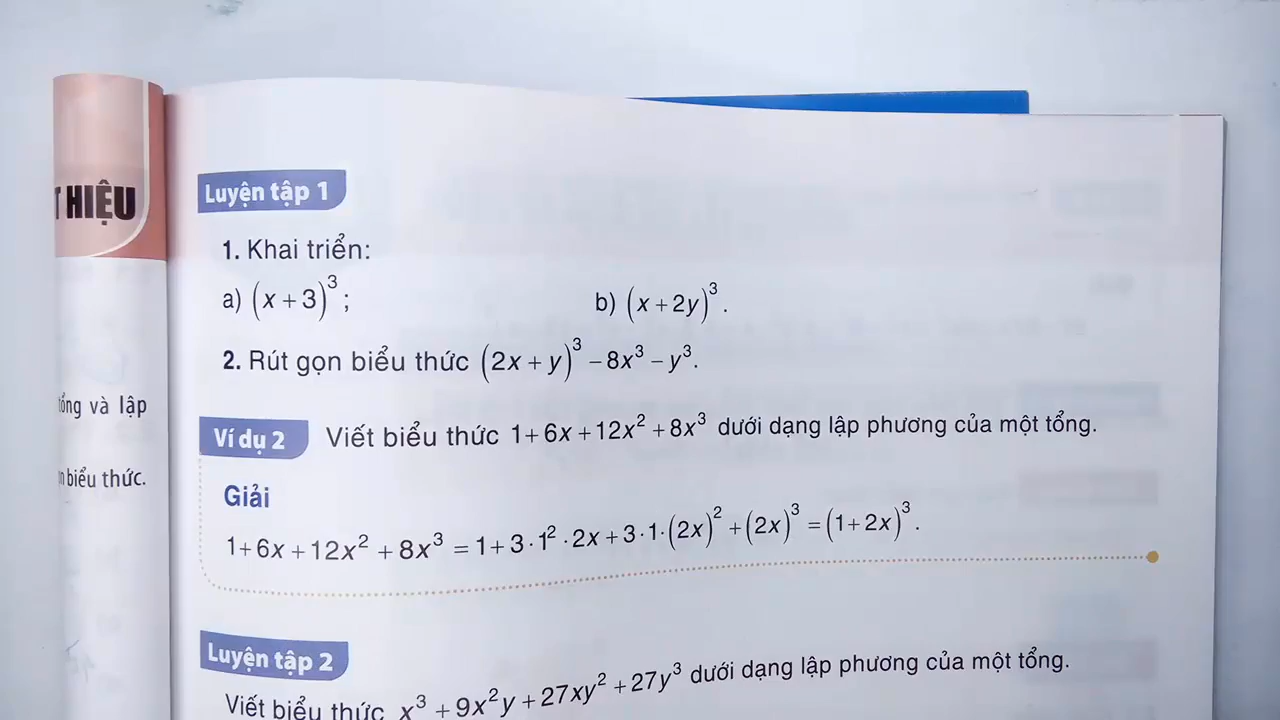 T HIỆU
tổng và lập
biểu thức.
Luyện tập 1
1. Khai triển:
a) (x + 3)³ ; b) (x + 2y)³ .
2. Rút gọn biểu thức (2x + y)³ − 8x³ − y³.
Ví dụ 2 Viết biểu thức 1 + 6x + 12x² + 8x³ dưới dạng lập phương của một tổng.
Giải
1 + 6x + 12x² + 8x³ = 1 + 3 · 1² · 2x + 3 · 1 · (2x)² + (2x)³ = (1 + 2x)³ .
Luyện tập 2
Viết biểu thức x³ + 9x²y + 27xy² + 27y³ dưới dạng lập phương của một tổng.